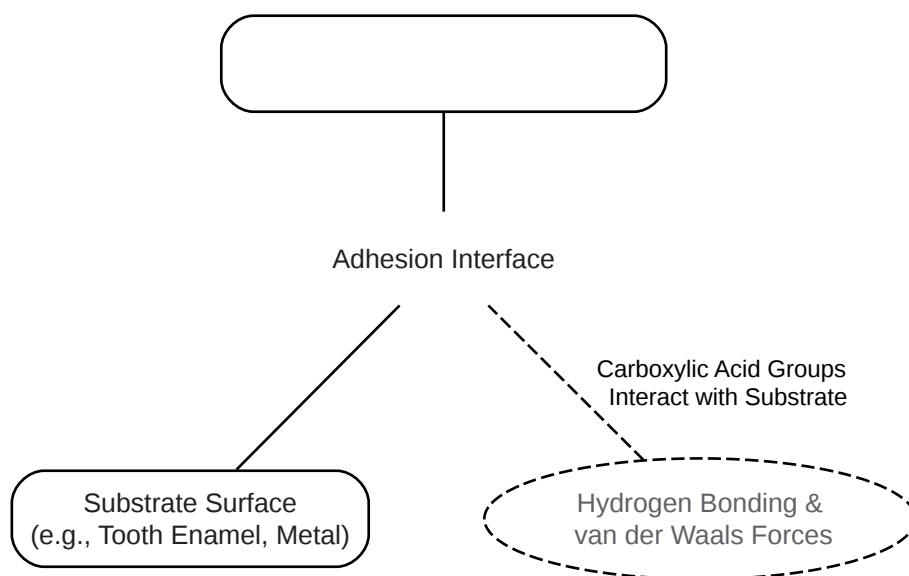 Adhesion Interface
Carboxylic Acid Groups
Interact with Substrate
Substrate Surface
(e.g., Tooth Enamel, Metal)
Hydrogen Bonding &
van der Waals Forces